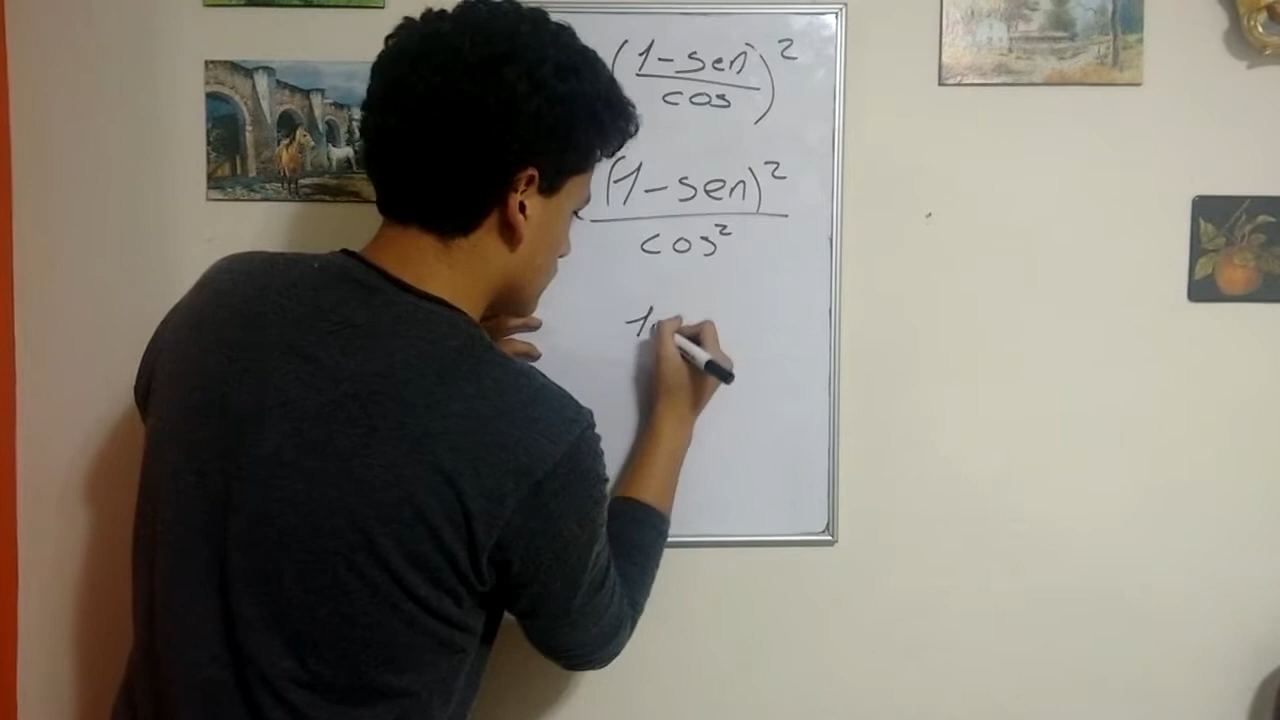 (1-sen/cos)²
(1-sen)²/cos²
1